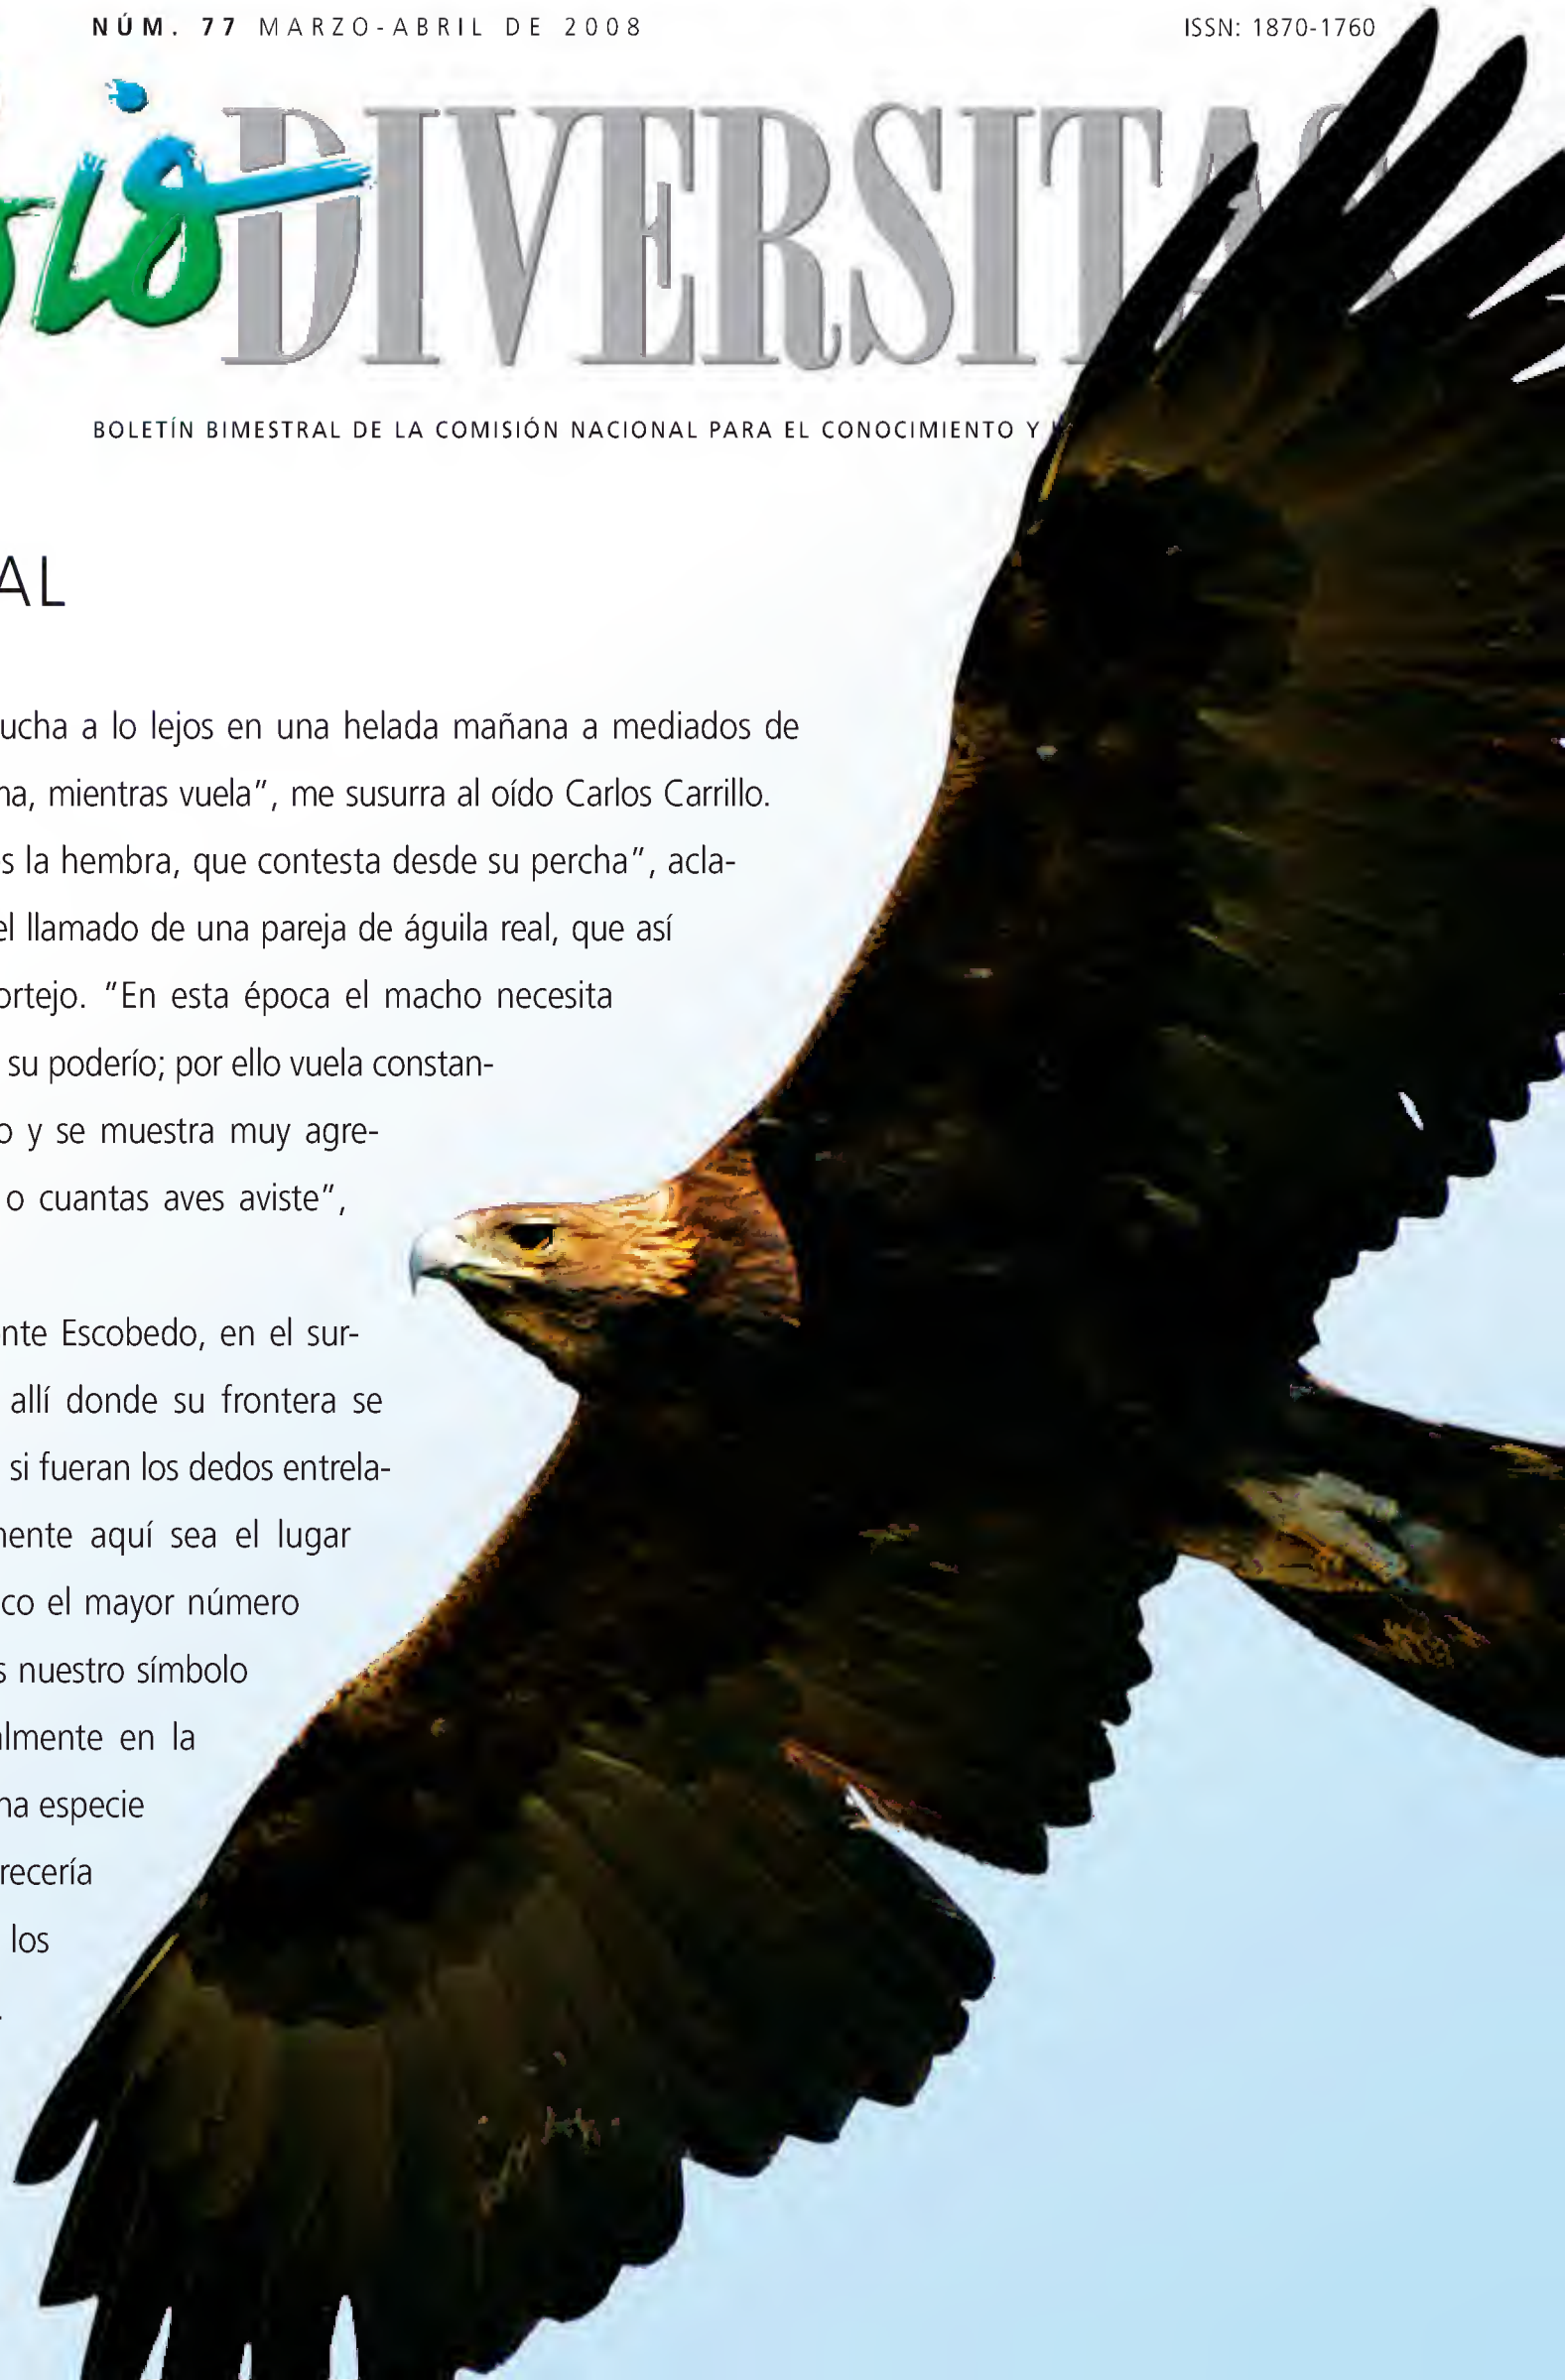 NÚM. 77 MARZO-ABRIL DE 2008
ISSN: 1870-1760
DIVERSITAS
BOLETÍN BIMESTRAL DE LA COMISIÓN NACIONAL PARA EL CONOCIMIENTO Y
AL
ucha a lo lejos en una helada mañana a mediados de
na, mientras vuela”, me susurra al oído Carlos Carrillo.
s la hembra, que contesta desde su percha”, acla-
el llamado de una pareja de águila real, que así
ortejo. “En esta época el macho necesita
su poderío; por ello vuela constan-
o y se muestra muy agre-
o cuantas aves aviste”,
nte Escobedo, en el sur-
allí donde su frontera se
si fueran los dedos entrela-
mente aquí sea el lugar
co el mayor número
s nuestro símbolo
almente en la
na especie
recería
los